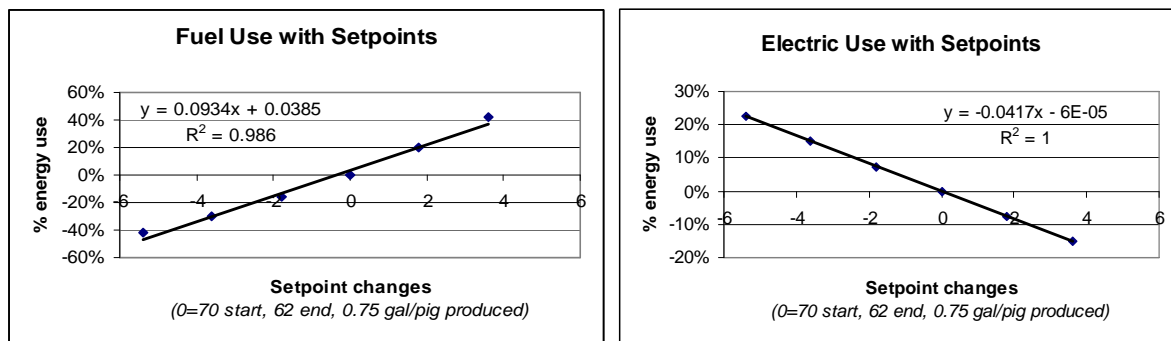 Fuel Use with Setpoints
y = 0.0934x + 0.0385
R² = 0.986
60%
40%
20%
0%
-20%
-40%
-60%
-6 -4 -2 0 2 4 6
% energy use
Setpoint changes
(0=70 start, 62 end, 0.75 gal/pig produced)
Electric Use with Setpoints
y = -0.0417x - 6E-05
R² = 1
30%
20%
10%
0%
-10%
-20%
-6 -4 -2 0 2 4 6
% energy use
Setpoint changes
(0=70 start, 62 end, 0.75 gal/pig produced)